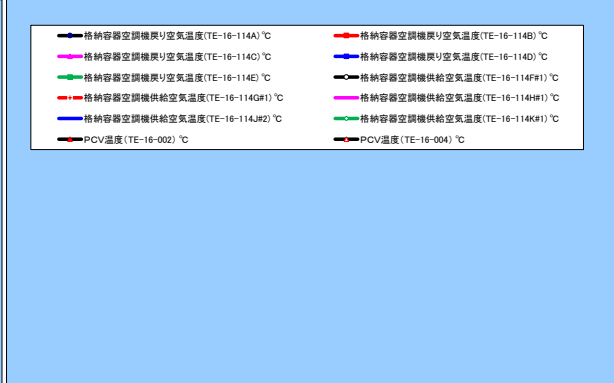 格納容器空調機戻り空気温度(TE-16-114A) ℃ 格納容器空調機戻り空気温度(TE-16-114B) ℃
格納容器空調機戻り空気温度(TE-16-114C) ℃ 格納容器空調機戻り空気温度(TE-16-114D) ℃
格納容器空調機戻り空気温度(TE-16-114E) ℃ 格納容器空調機供給空気温度(TE-16-114F#1) ℃
格納容器空調機供給空気温度(TE-16-114G#1) ℃ 格納容器空調機供給空気温度(TE-16-114H#1) ℃
格納容器空調機供給空気温度(TE-16-114J#2) ℃ 格納容器空調機供給空気温度(TE-16-114K#1) ℃
PCV温度(TE-16-002) ℃ PCV温度(TE-16-004) ℃